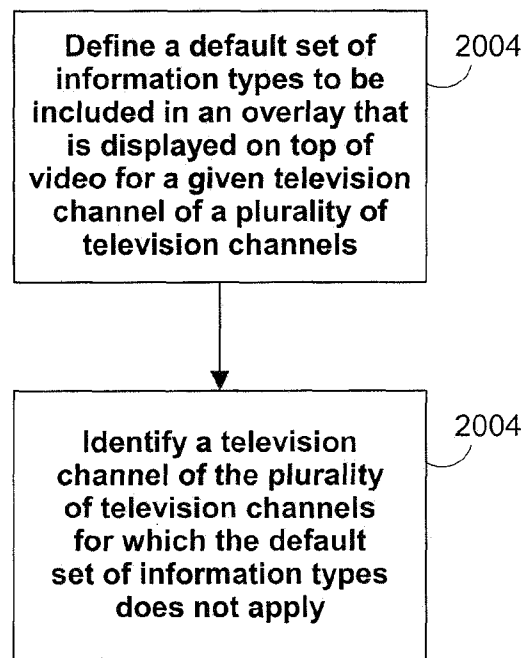 Define a default set of
information types to be
included in an overlay that
is displayed on top of
video for a given television
channel of a plurality of
television channels
2004
Identify a television
channel of the plurality
of television channels
for which the default
set of information types
does not apply
2004